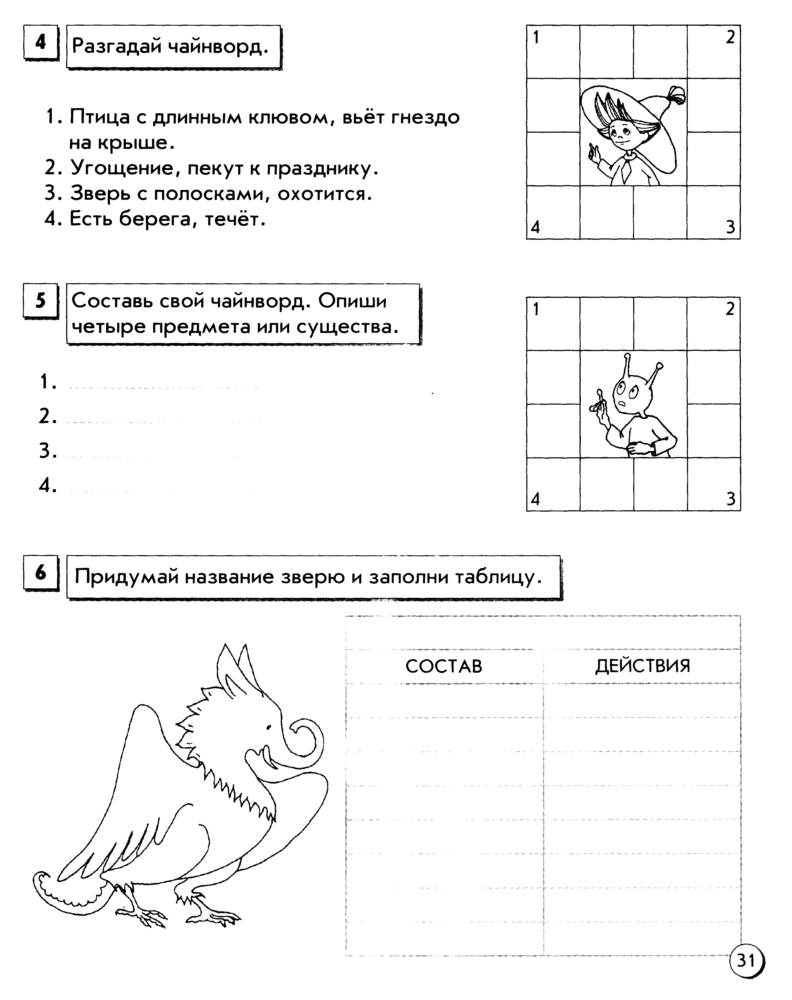 4
Разгадай чайнворд.
1. Птица с длинным клювом, вьёт гнездо
на крыше.
2. Угощение, пекут к празднику.
3. Зверь с полосками, охотится.
4. Есть берега, течёт.
1
2
4
3
5
Составь свой чайнворд. Опиши
четыре предмета или существа.
1.
2.
3.
4.
1
2
4
3
6
Придумай название зверю и заполни таблицу.
СОСТАВ
ДЕЙСТВИЯ
31